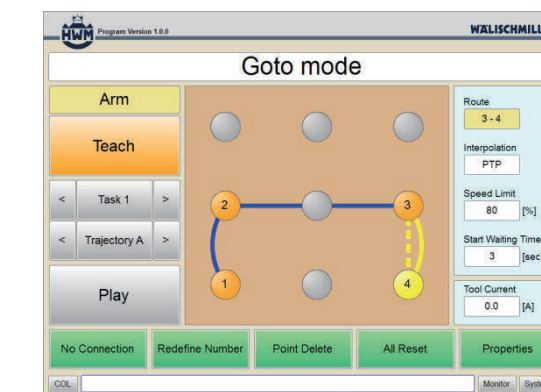 HWM Program Version 1.0.0 WÄLISCHMILL
Goto mode
Arm
Teach
< Task 1 >
< Trajectory A >
Play
2
3
1
4
Route
3 - 4
Interpolation
PTP
Speed Limit
80 [%]
Start Waiting Time
3 [sec
Tool Current
0.0 [A]
No Connection Redefine Number Point Delete All Reset Properties
COL Monitor Syst